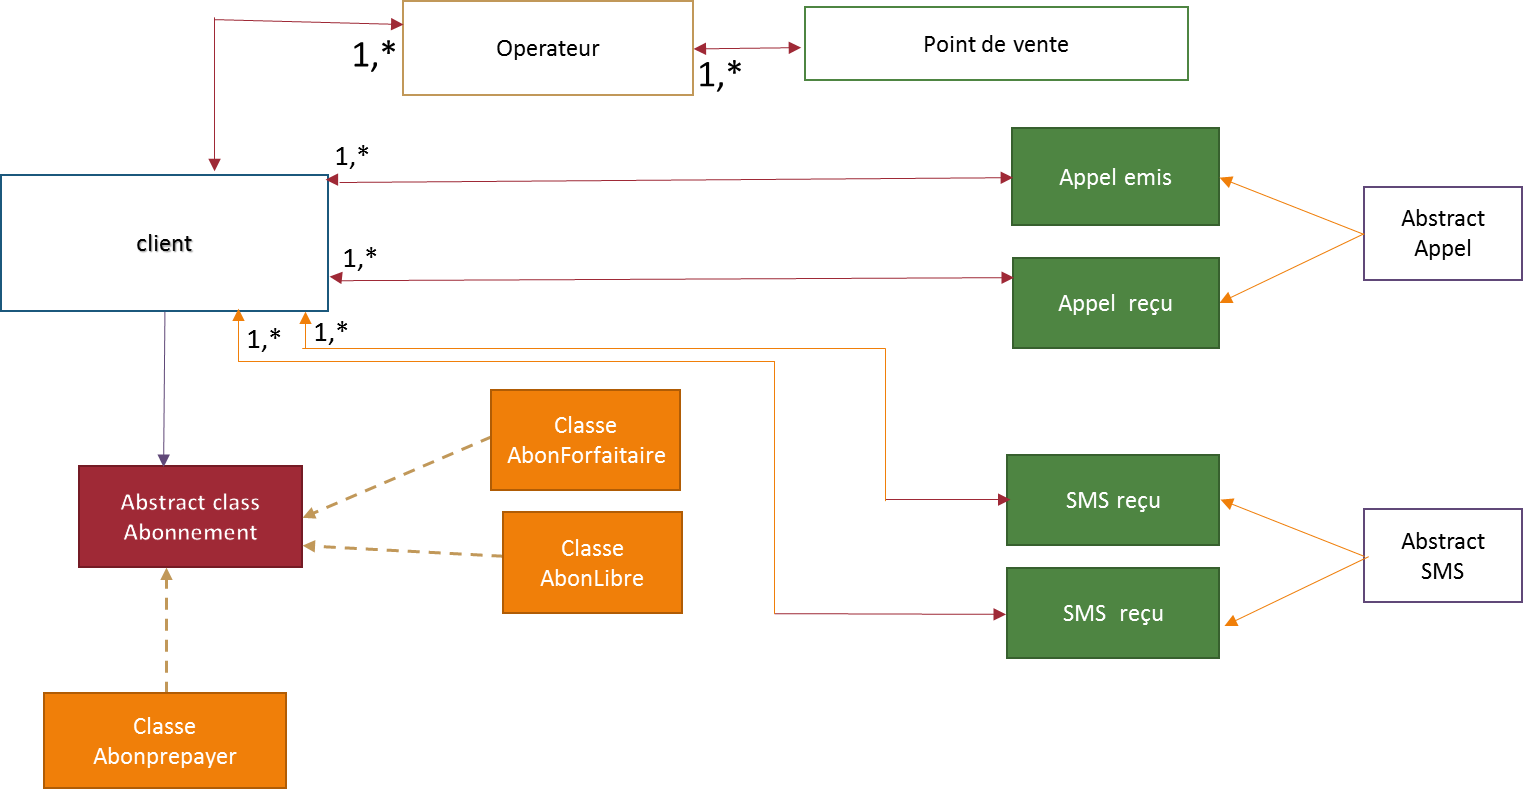 Operateur
Point de vente
1,*
1,*
1,*
Appel emis
Abstract
Appel
client
1,*
Appel reçu
1,*
1,*
Classe
AbonForfaitaire
Abstract class
Abonnement
SMS reçu
Abstract
SMS
Classe
AbonLibre
SMS reçu
Classe
Abonprepayer